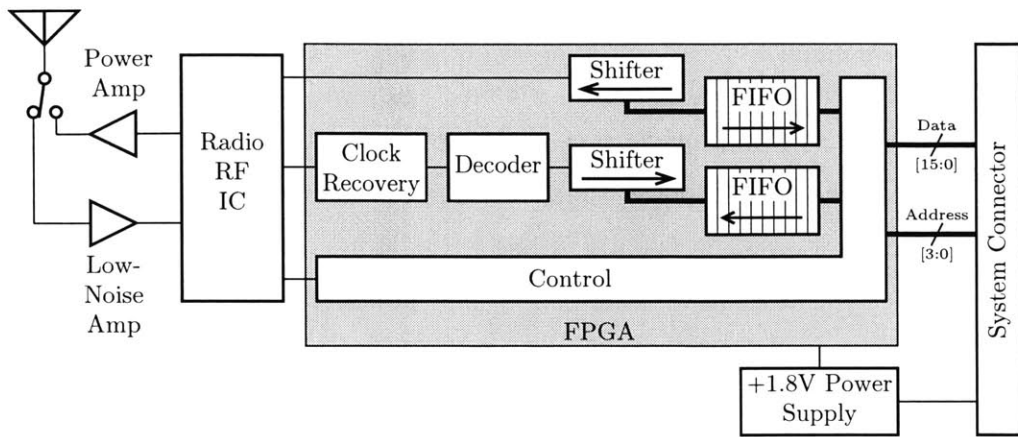 Power
Amp
Radio
RF
IC
Low-
Noise
Amp
Clock
Recovery
Decoder
Shifter
Shifter
FIFO
FIFO
Control
FPGA
Data
[15:0]
Address
[3:0]
System Connector
+1.8V Power
Supply